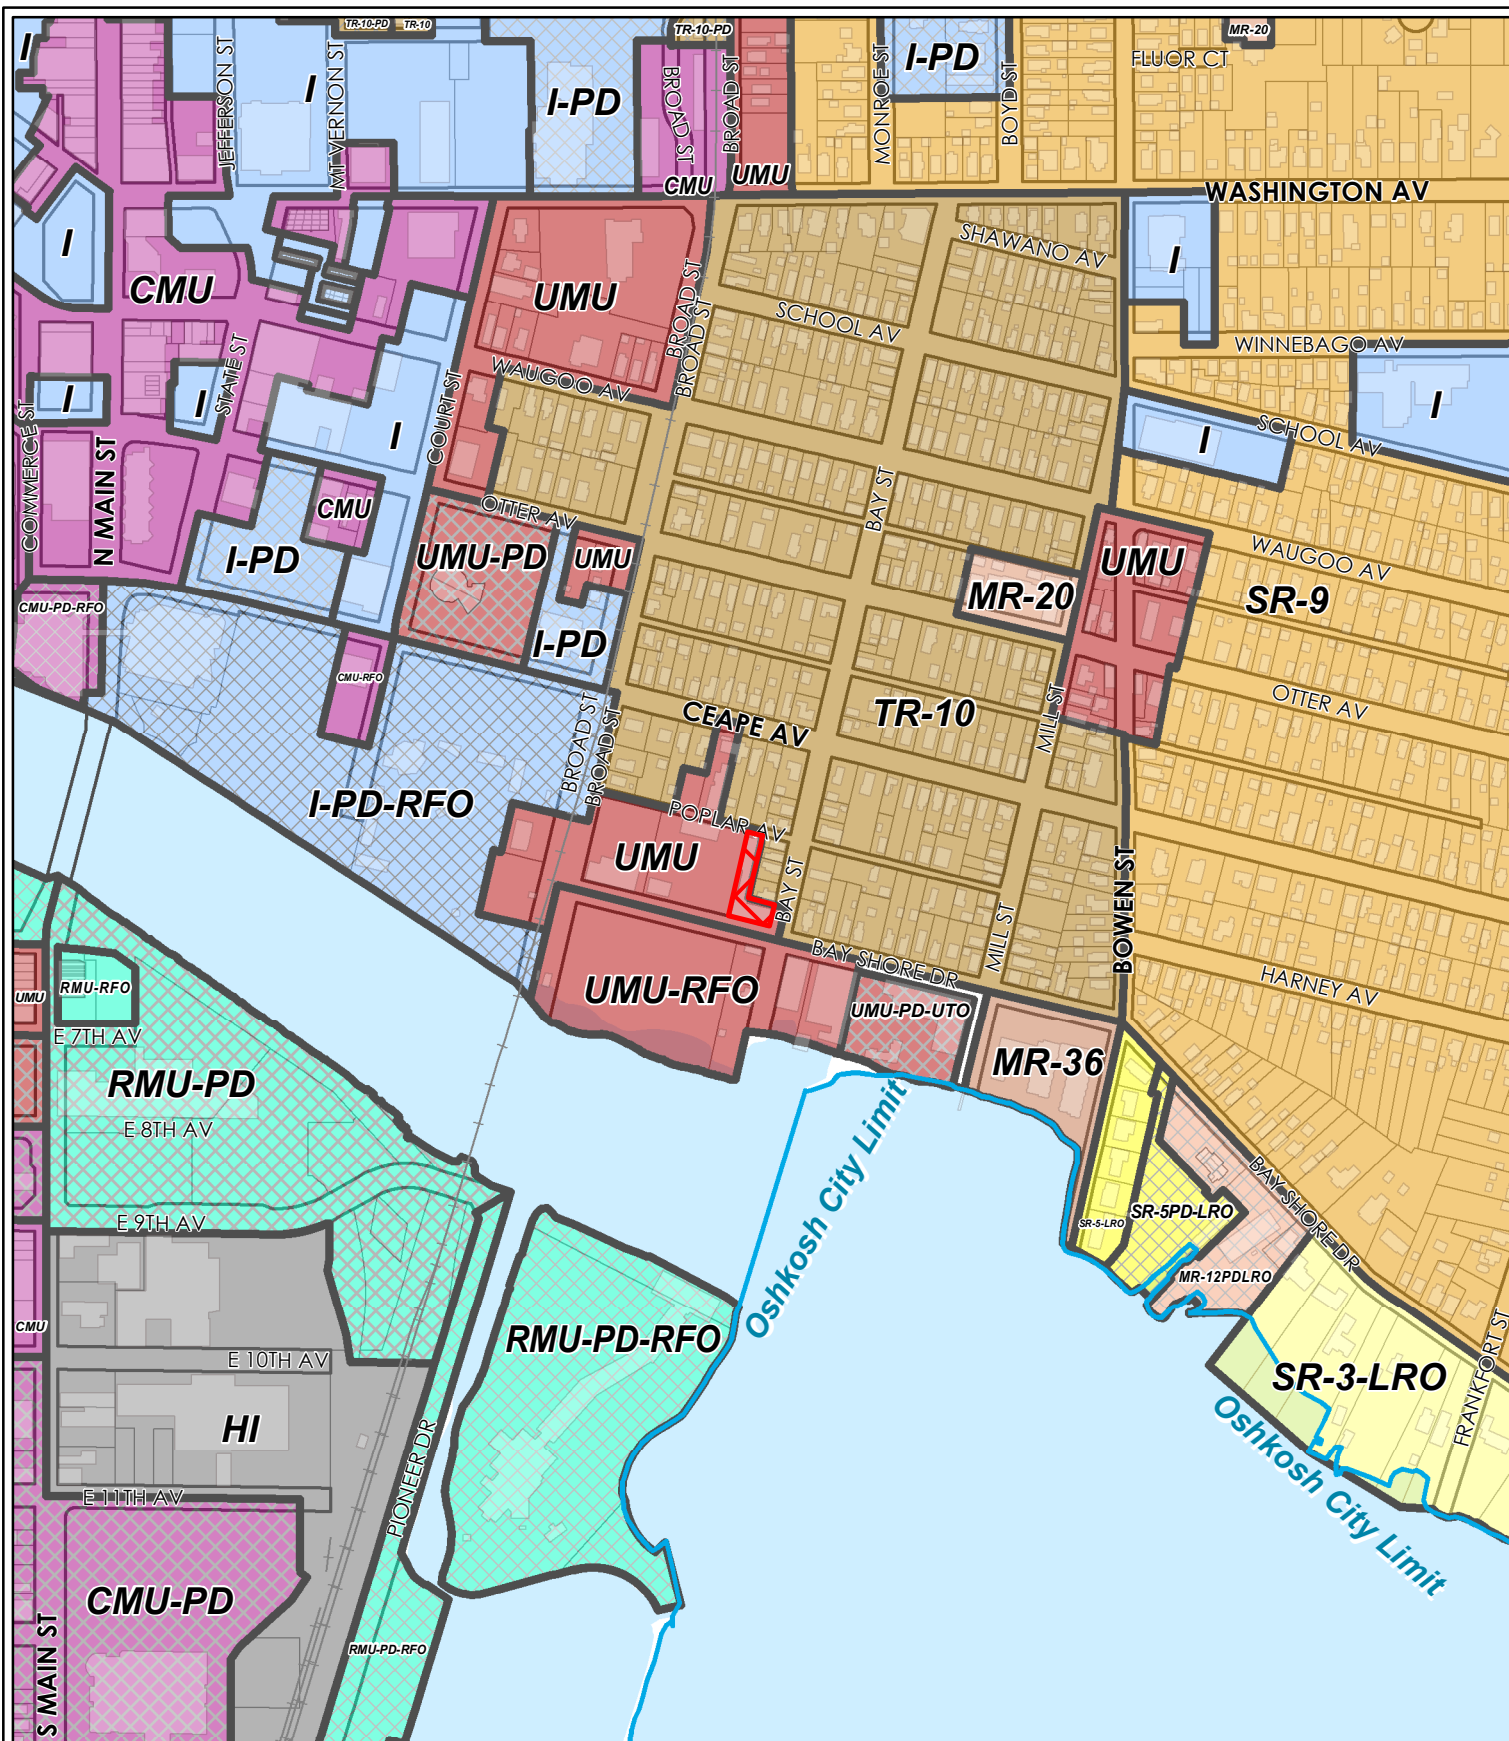 TR-10-PD
TR-10
TR-10-PD
MR-20
I
JEFFERSON ST
MT VERNON ST
I
I-PD
BROAD ST
BROAD ST
MONROE ST
I-PD
BOYD ST
FLUOR CT
CMU
UMU
WASHINGTON AV
I
CMU
UMU
BROAD ST
BROAD ST
SHAWANO AV
SCHOOL AV
I
WINNEBAGO AV
STATE ST
COURT ST
WAUGOO AV
I
I
I
I
I
SCHOOL AV
COMMERCE ST
N MAIN ST
CMU
I-PD
OTTER AV
BAY ST
UMU-PD
UMU
UMU
MR-20
WAUGOO AV
SR-9
CMU-PD-RFO
I-PD
CMU-RFO
BROAD ST
BROAD ST
CEAPE AV
TR-10
MILL ST
OTTER AV
I-PD-RFO
POPLAR AV
UMU
BAY ST
BOWEN ST
MILL ST
BAY SHORE DR
HARNEY AV
UMU-RFO
UMU-PD-UTO
UMU
RMU-RFO
E 7TH AV
MR-36
RMU-PD
E 8TH AV
Oshkosh City Limit
BAY SHORE DR
E 9TH AV
SR-5-LRO
SR-5PD-LRO
MR-12PDLRO
CMU
RMU-PD-RFO
E 10TH AV
SR-3-LRO
FRANKFORT ST
HI
PIONEER DR
Oshkosh City Limit
E 11TH AV
CMU-PD
S MAIN ST
RMU-PD-RFO